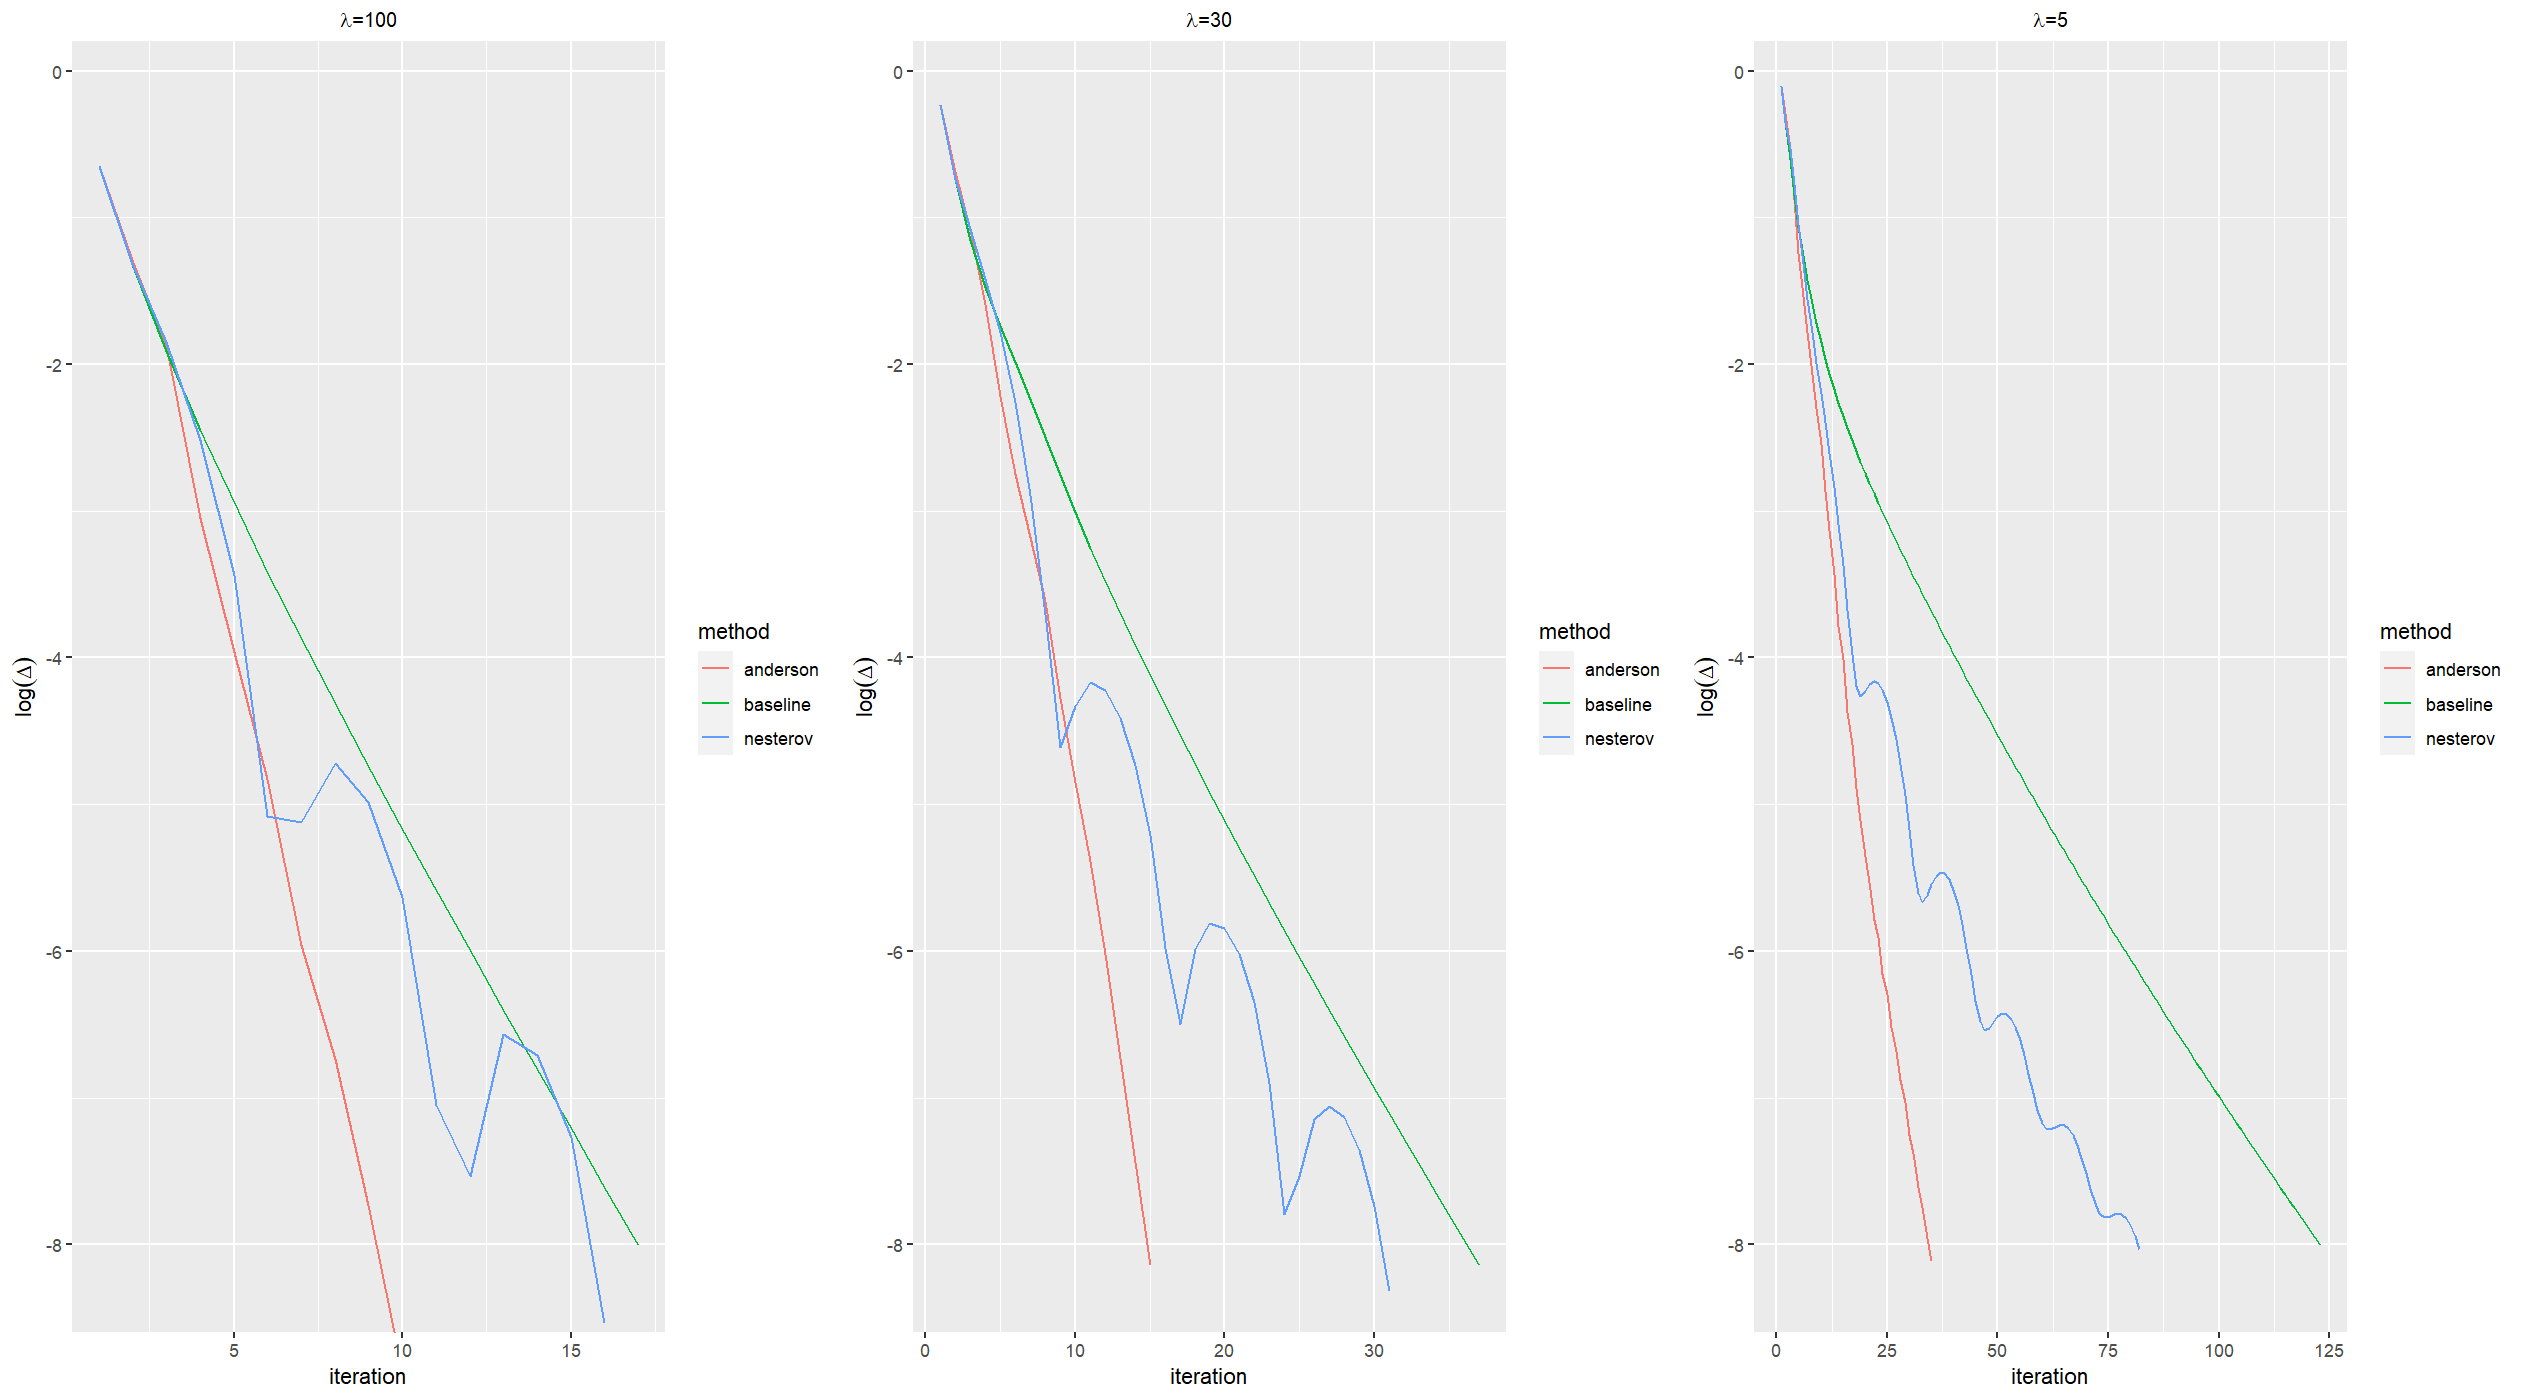 λ=100
0
-2
-4
-6
-8
log(Δ)
5
10
15
iteration
method
anderson
baseline
nesterov
λ=30
0
-2
-4
-6
-8
log(Δ)
0
10
20
30
iteration
method
anderson
baseline
nesterov
λ=5
0
-2
-4
-6
-8
log(Δ)
0
25
50
75
100
125
iteration
method
anderson
baseline
nesterov